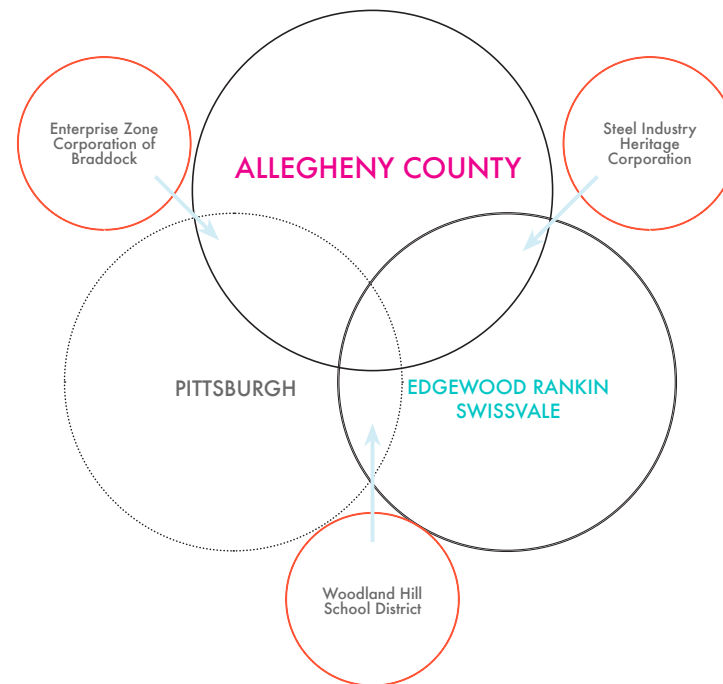 Enterprise Zone
Corporation of
Braddock
Steel Industry
Heritage
Corporation
ALLEGHENY COUNTY
PITTSBURGH
EDGEWOOD RANKIN
SWISSVALE
Woodland Hill
School District